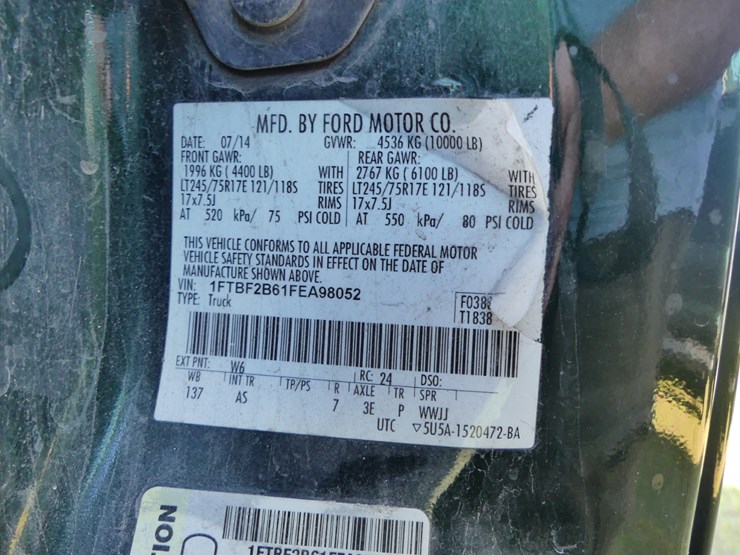 MFD. BY FORD MOTOR CO.
DATE: 07/14 GVWR: 4536 KG (10000 LB)
FRONT GAWR: REAR GAWR:
1996 KG (4400 LB) WITH 2767 KG (6100 LB) WITH
LT245/75R17E 121/118S TIRES LT245/75R17E 121/118S TIRES
17x7.5J RIMS 17x7.5J RIMS
AT 520 kPa/ 75 PSI COLD AT 550 kPa/ 80 PSI COLD
THIS VEHICLE CONFORMS TO ALL APPLICABLE FEDERAL MOTOR
VEHICLE SAFETY STANDARDS IN EFFECT ON THE DATE OF
MANUFACTURE SHOWN ABOVE.
VIN: 1FTBF2B61FEA98052
TYPE: Truck
F038
T1838
EXT PNT: W6 RC: 24 DSO:
WB INT TR TP/PS R AXLE TR SPR
137 AS 7 3E P WWJJ
UTC ▽5U5A-1520472-BA